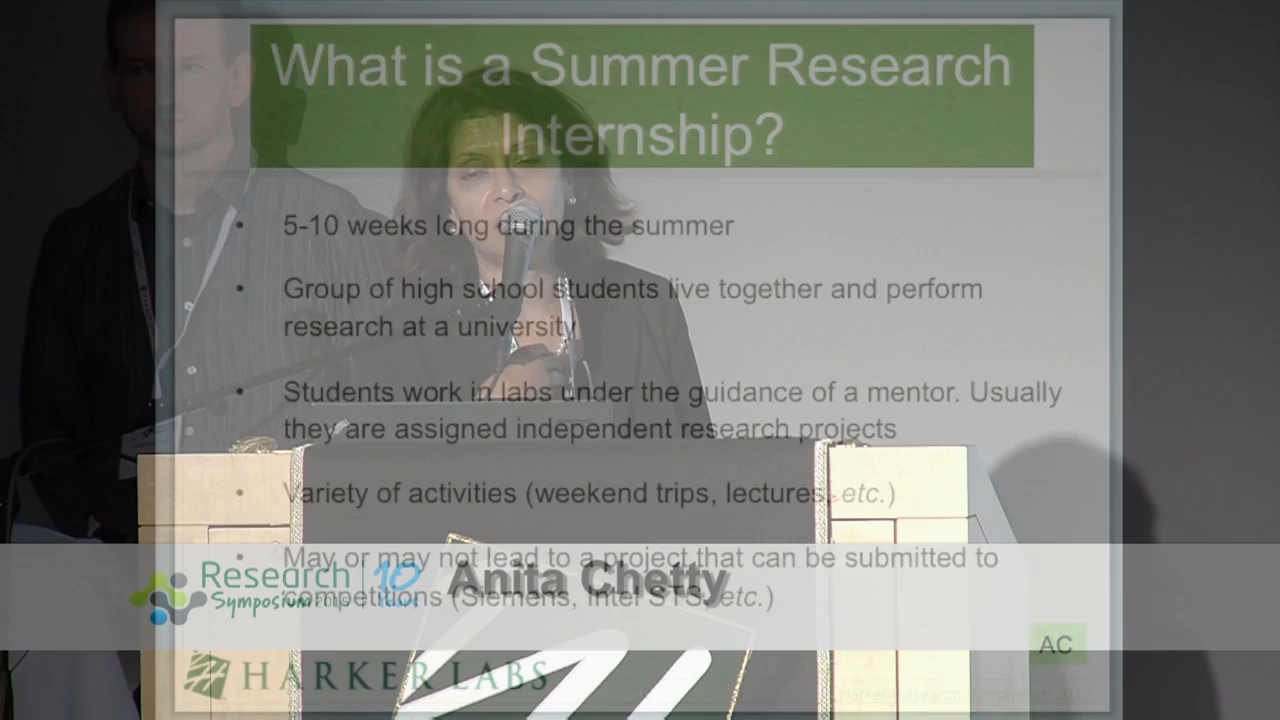 What is a Summer Research
Internship?
• 5-10 weeks long during the summer
• Group of high school students live together and perform
research at a university
• Students work in labs under the guidance of a mentor. Usually
they are assigned independent research projects
• Variety of activities (weekend trips, lectures, etc.)
• May or may not lead to a project that can be submitted to
competitions (Siemens, Intel STS, etc.)
Research
Symposium
10
Anita Chetty
AC
HARKER LABS
Harker Research Symposium